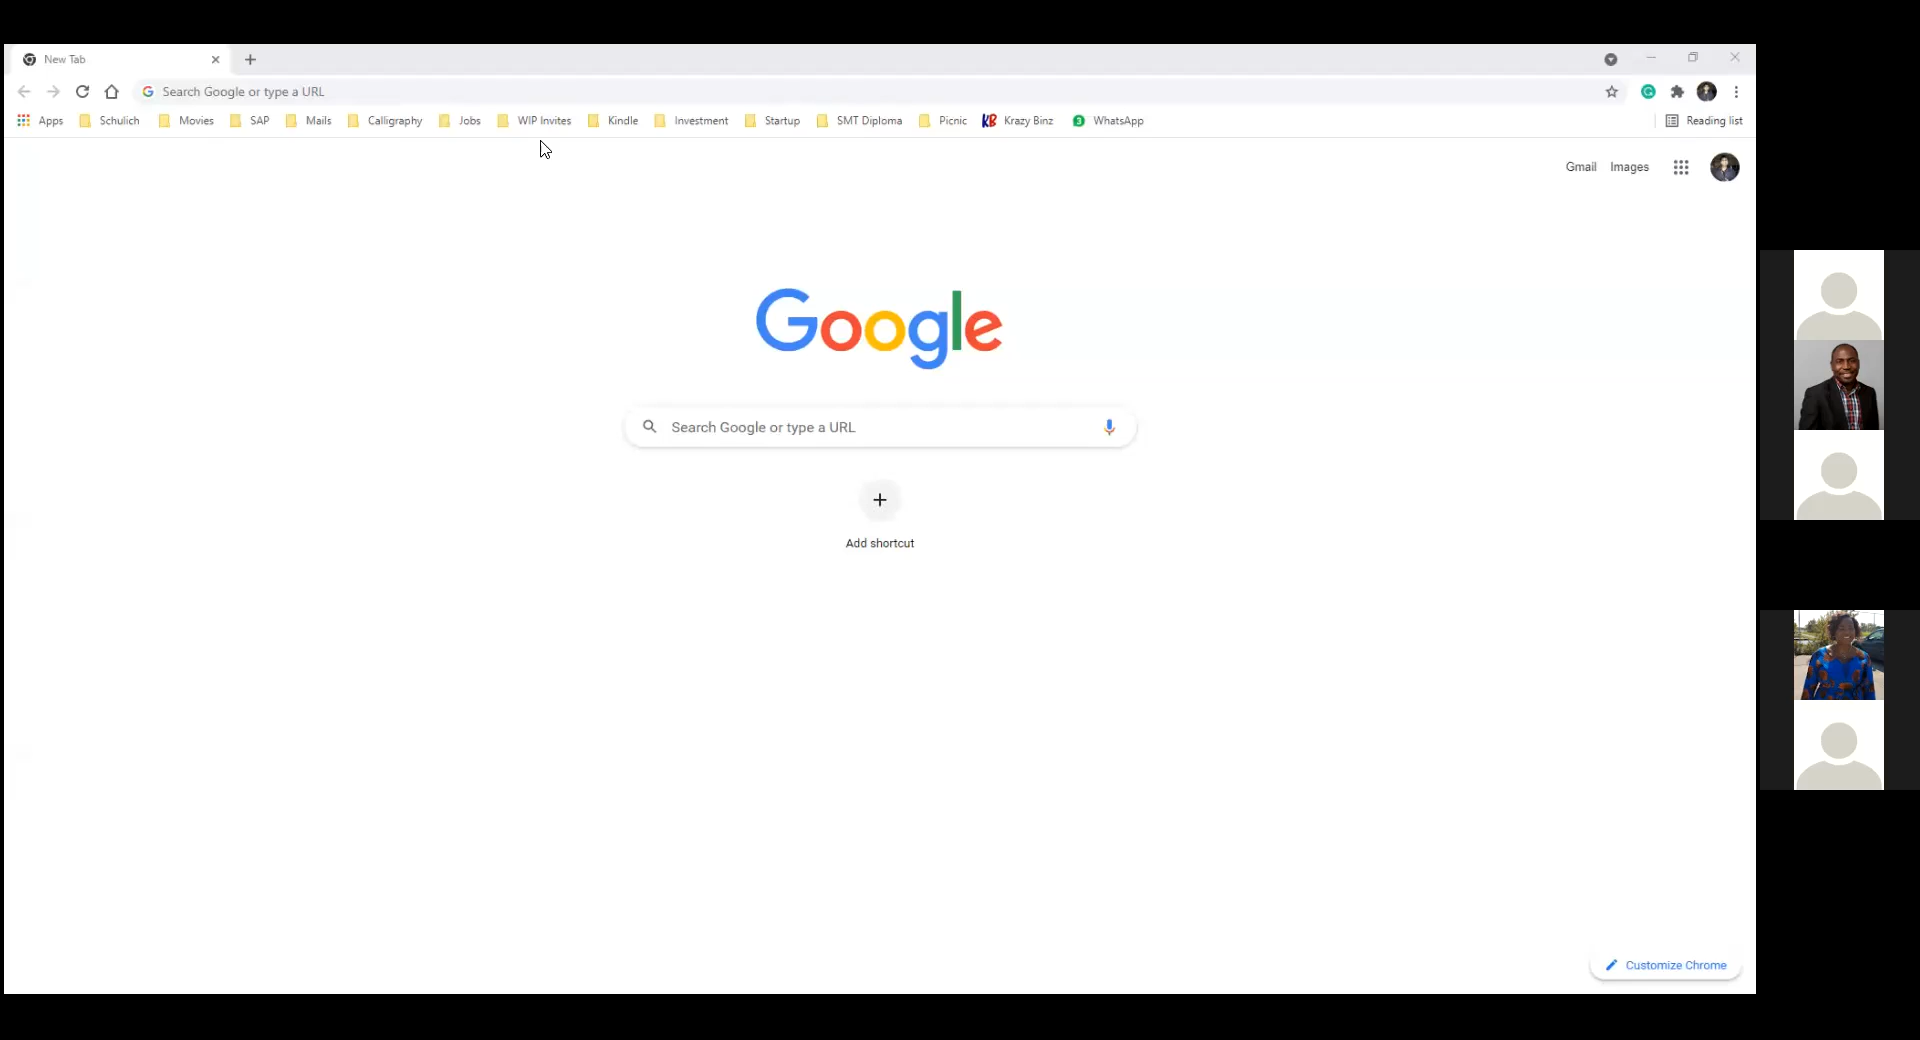 New Tab
Search Google or type a URL
Apps Schulich Movies SAP Mails Calligraphy Jobs WIP Invites Kindle Investment Startup SMT Diploma Picnic KB Krazy Binz 3 WhatsApp Reading list
Gmail Images
Google
Search Google or type a URL
Add shortcut
Customize Chrome